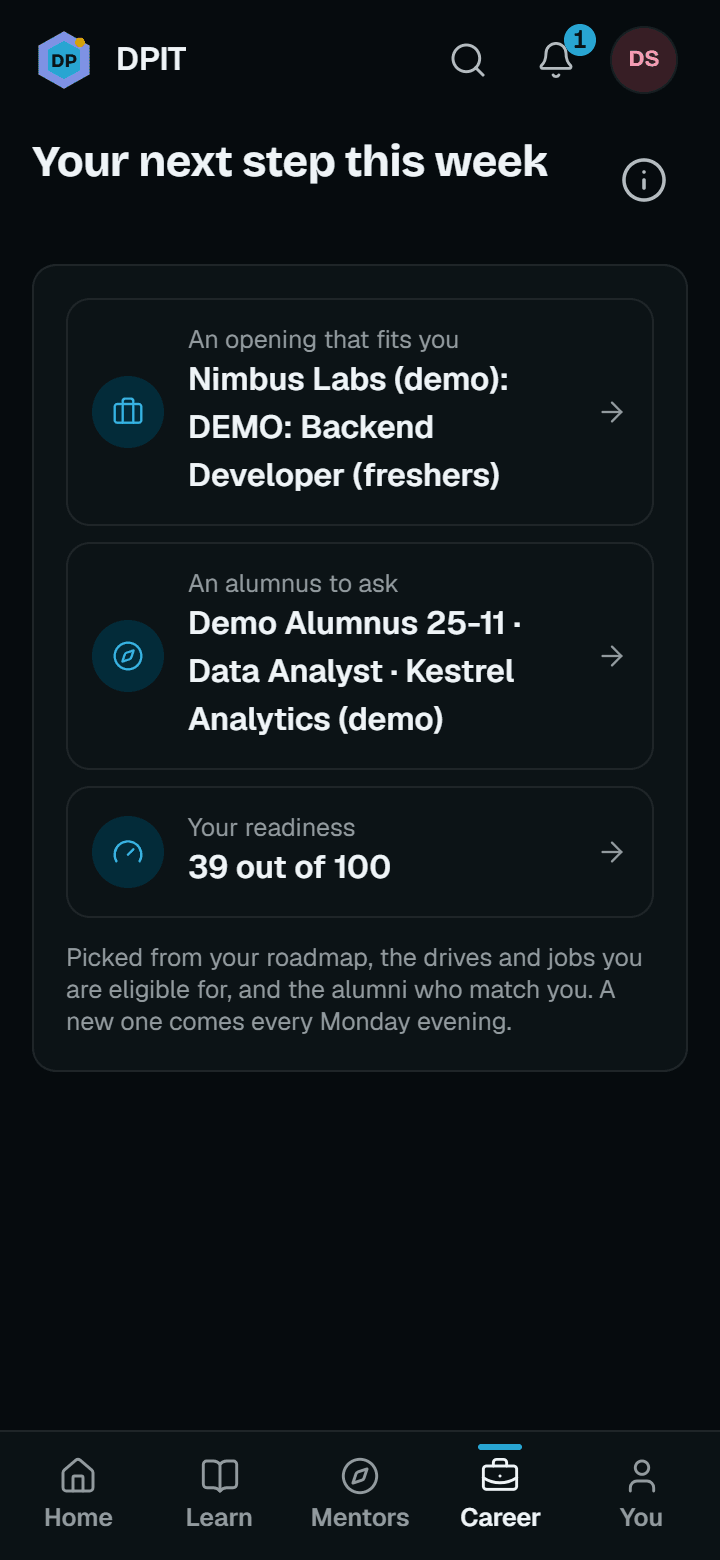 DP DPIT 1 DS
Your next step this week
An opening that fits you
Nimbus Labs (demo):
DEMO: Backend
Developer (freshers)
An alumnus to ask
Demo Alumnus 25-11 ·
Data Analyst · Kestrel
Analytics (demo)
Your readiness
39 out of 100
Picked from your roadmap, the drives and jobs you
are eligible for, and the alumni who match you. A
new one comes every Monday evening.
Home Learn Mentors Career You